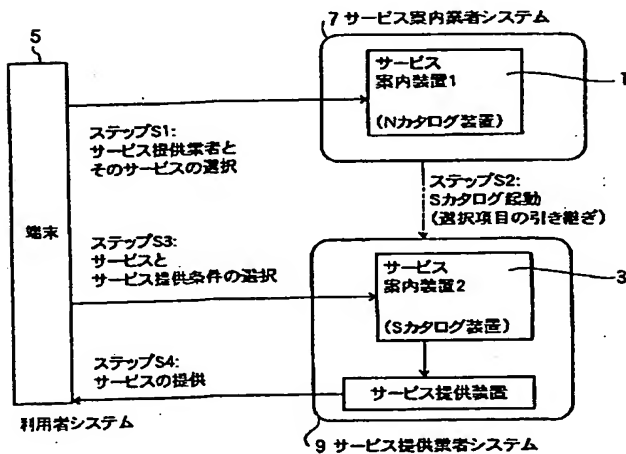 7 サービス案内業者システム
5
サービス
案内装置1
(Nカタログ装置)
1
ステップS1:
サービス提供業者と
そのサービスの選択
ステップS2:
Sカタログ起動
(選択項目の引き継ぎ)
端末
ステップS3:
サービスと
サービス提供条件の選択
サービス
案内装置2
(Sカタログ装置)
3
ステップS4:
サービスの提供
サービス提供装置
利用者システム
9 サービス提供業者システム